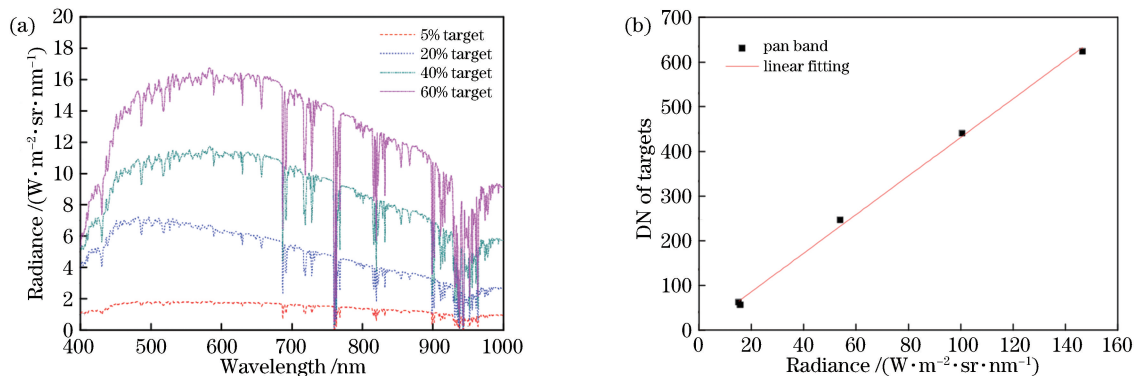 (a)
20
18
16
14
12
10
8
6
4
2
0
Radiance /(W·m⁻²·sr·nm⁻¹)
5% target
20% target
40% target
60% target
400 500 600 700 800 900 1000
Wavelength /nm
(b)
700
600
500
400
300
200
100
0
DN of targets
pan band
linear fitting
0 20 40 60 80 100 120 140 160
Radiance /(W·m⁻²·sr·nm⁻¹)